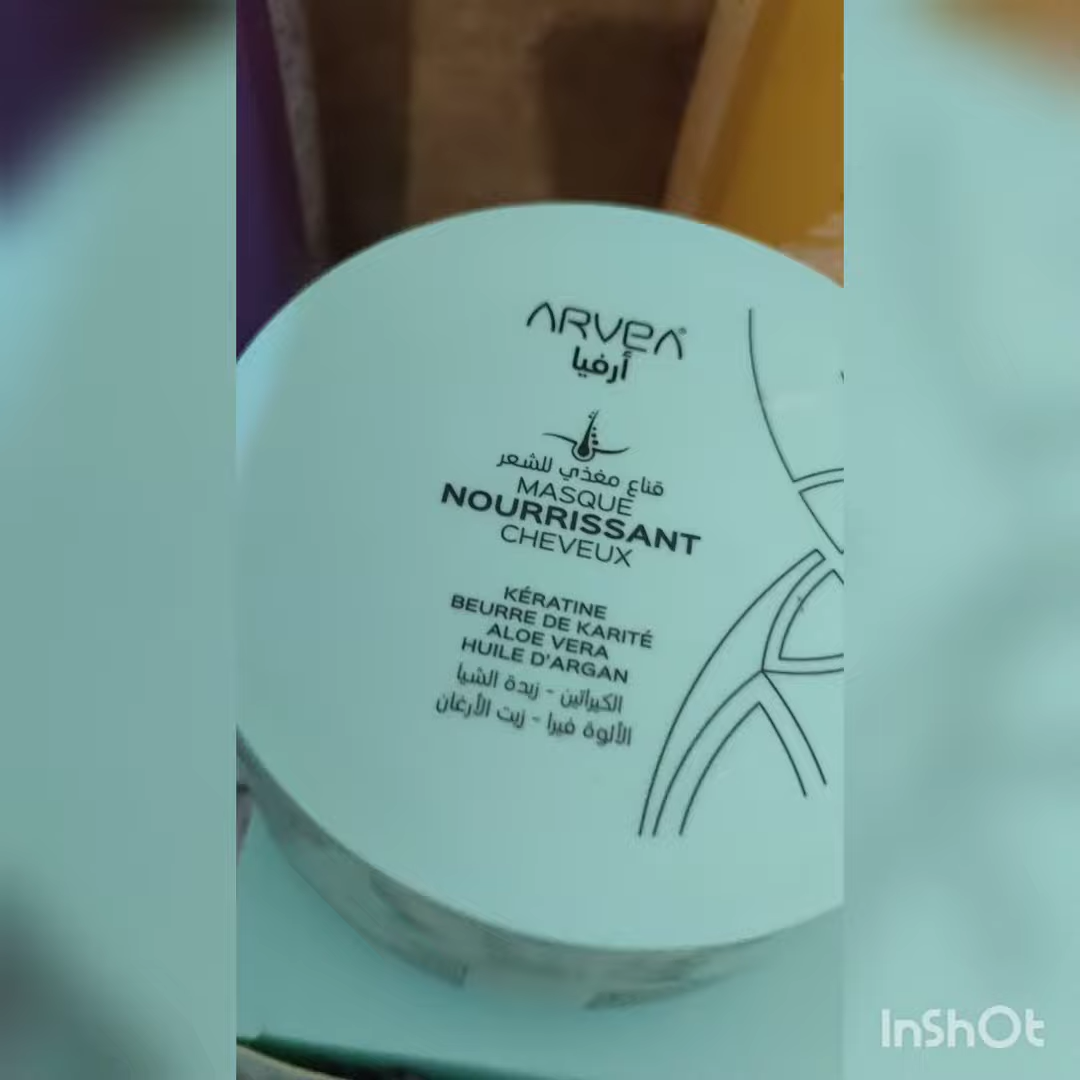 ARVEA
أرفيا
قناع مغذي للشعر
MASQUE
NOURRISSANT
CHEVEUX
KÉRATINE
BEURRE DE KARITÉ
ALOE VERA
HUILE D'ARGAN
الكيراتين - زبدة الشيا
الألوة فيرا - زيت الأرغان
InShOt